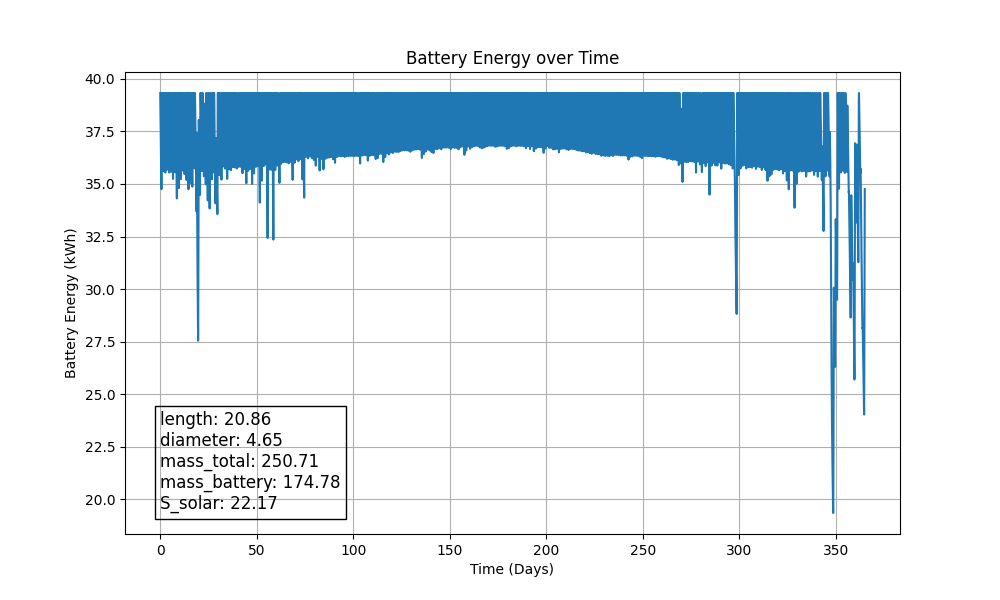 Battery Energy over Time
40.0
37.5
35.0
32.5
30.0
27.5
25.0
22.5
20.0
Battery Energy (kWh)
length: 20.86
diameter: 4.65
mass_total: 250.71
mass_battery: 174.78
S_solar: 22.17
0 50 100 150 200 250 300 350
Time (Days)